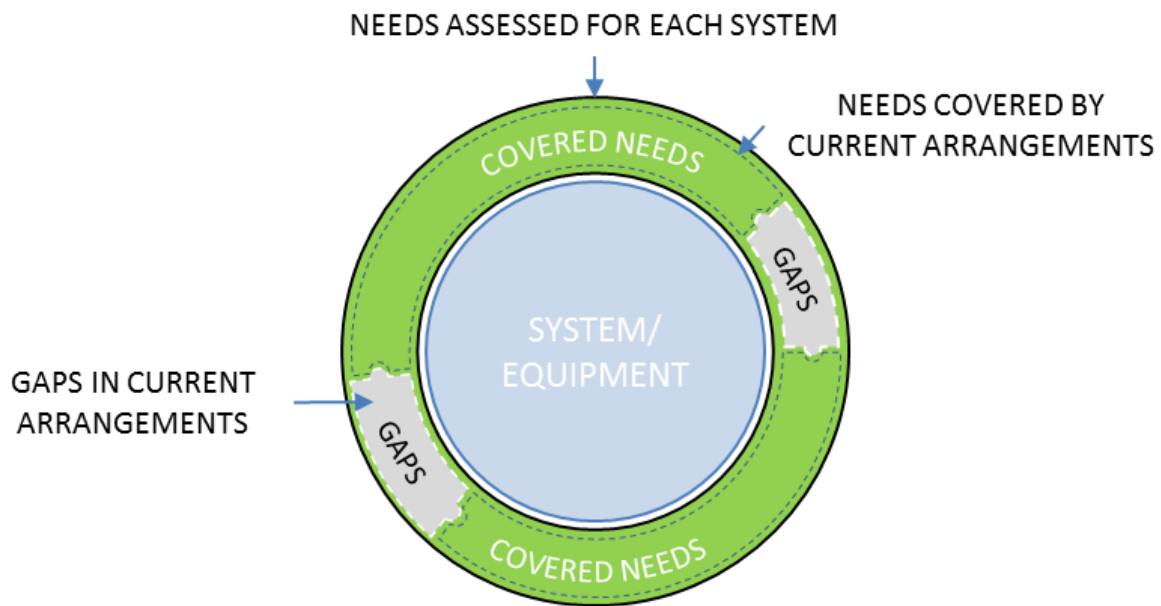 NEEDS ASSESSED FOR EACH SYSTEM
NEEDS COVERED BY
CURRENT ARRANGEMENTS
COVERED NEEDS
GAPS
SYSTEM/
EQUIPMENT
GAPS IN CURRENT
ARRANGEMENTS
GAPS
COVERED NEEDS